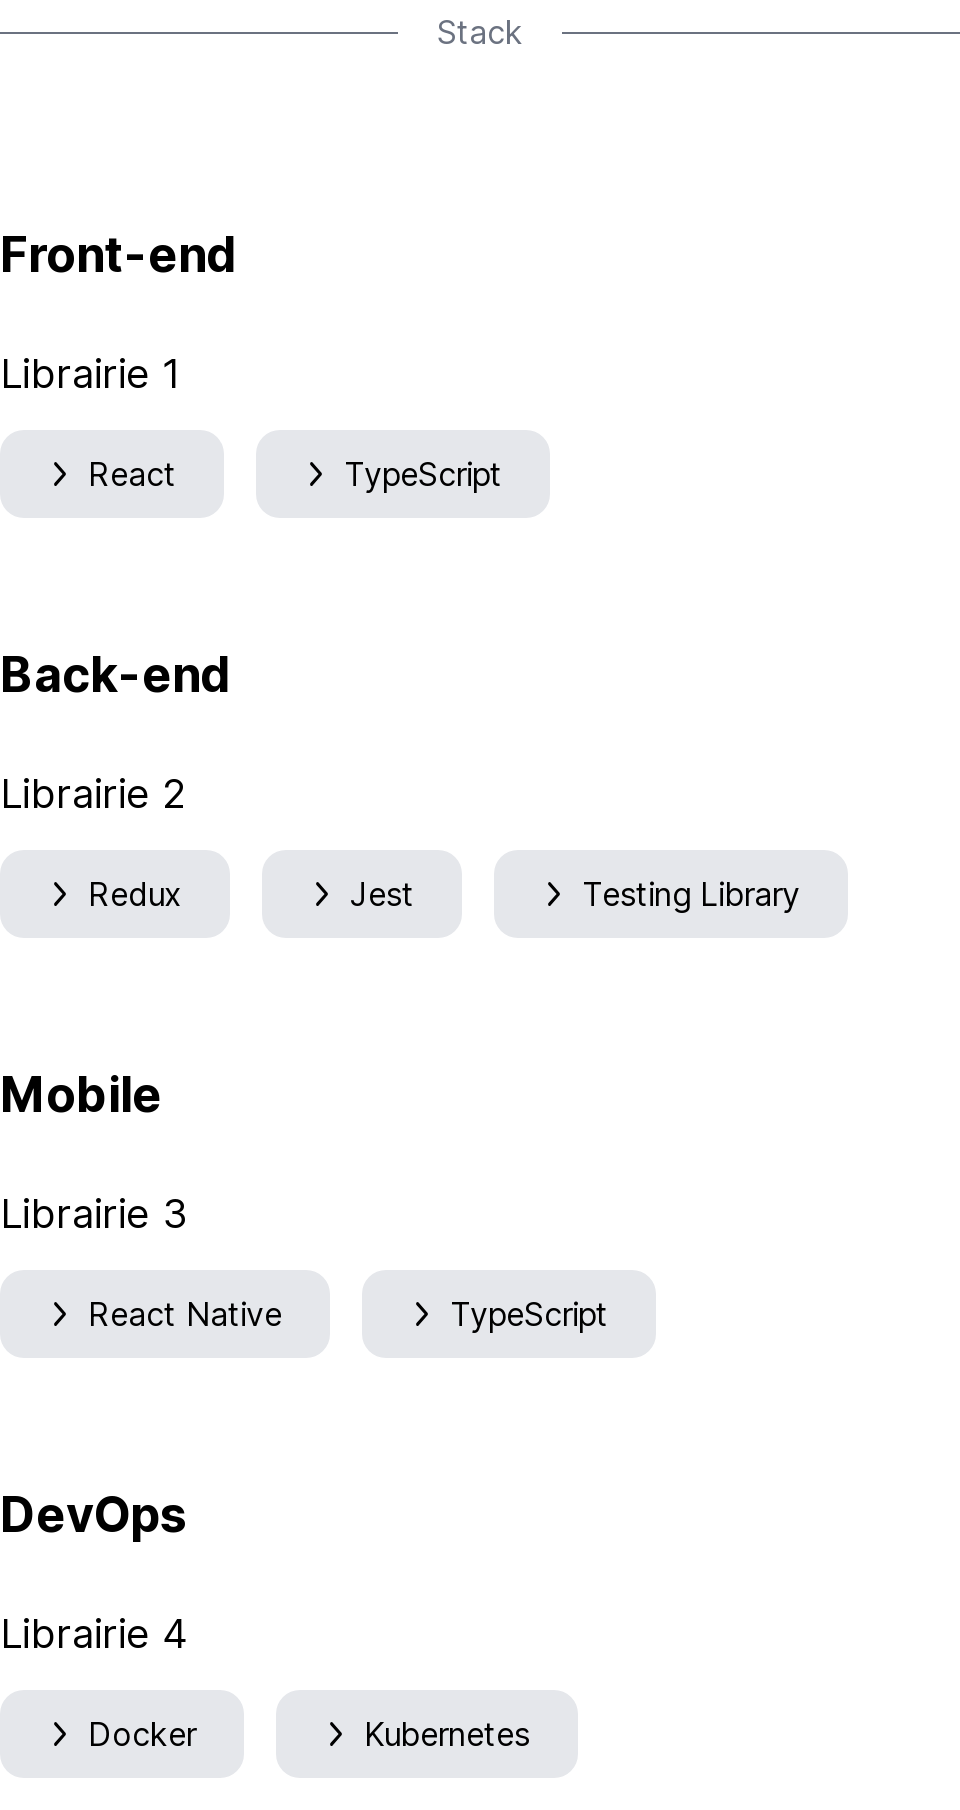 Stack
Front-end
Librairie 1
React TypeScript
Back-end
Librairie 2
Redux Jest Testing Library
Mobile
Librairie 3
React Native TypeScript
DevOps
Librairie 4
Docker Kubernetes